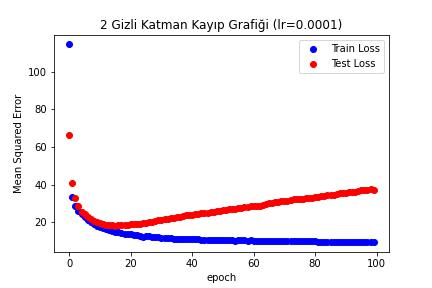 2 Gizli Katman Kayıp Grafiği (lr=0.0001)
Train Loss
Test Loss
Mean Squared Error
100
80
60
40
20
0 20 40 60 80 100
epoch